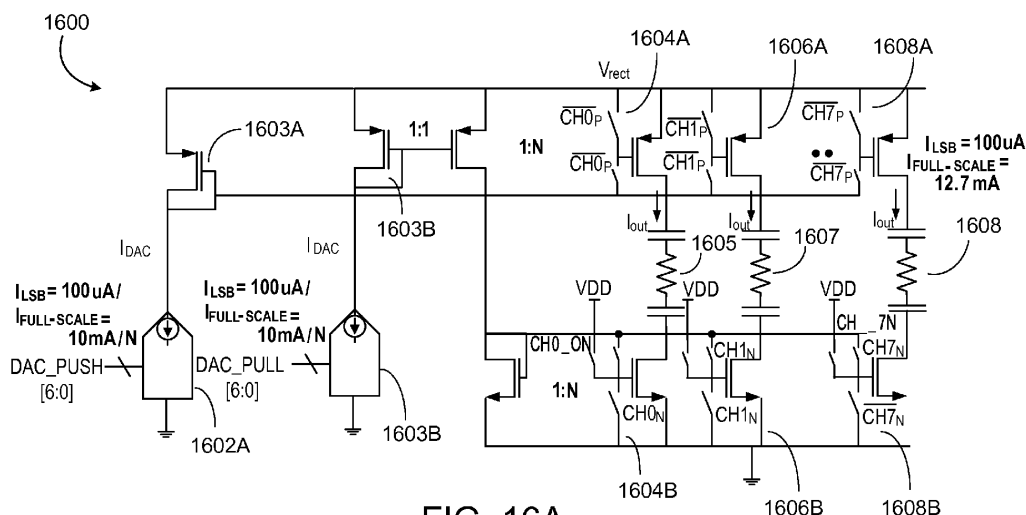 1600
1604A
1606A
1608A
Vrect
1603A
1:1
1:N
CH0P
CH1P
CH7P
CH0P
CH1P
CH7P
ILSB = 100uA
IFULL-SCALE =
12.7 mA
1603B
IDAC
IDAC
Iout
Iout
Iout
1605
1607
1608
ILSB = 100uA/
IFULL-SCALE =
10mA/N
ILSB = 100uA/
IFULL-SCALE =
10mA/N
VDD
VDD
VDD
CH0_ON
CH1N
CH_7N
CH7N
DAC_PUSH
[6:0]
DAC_PULL
[6:0]
1:N
CH0N
CH1N
CH7N
1602A
1603B
1604B
1606B
1608B
FIG. 16A